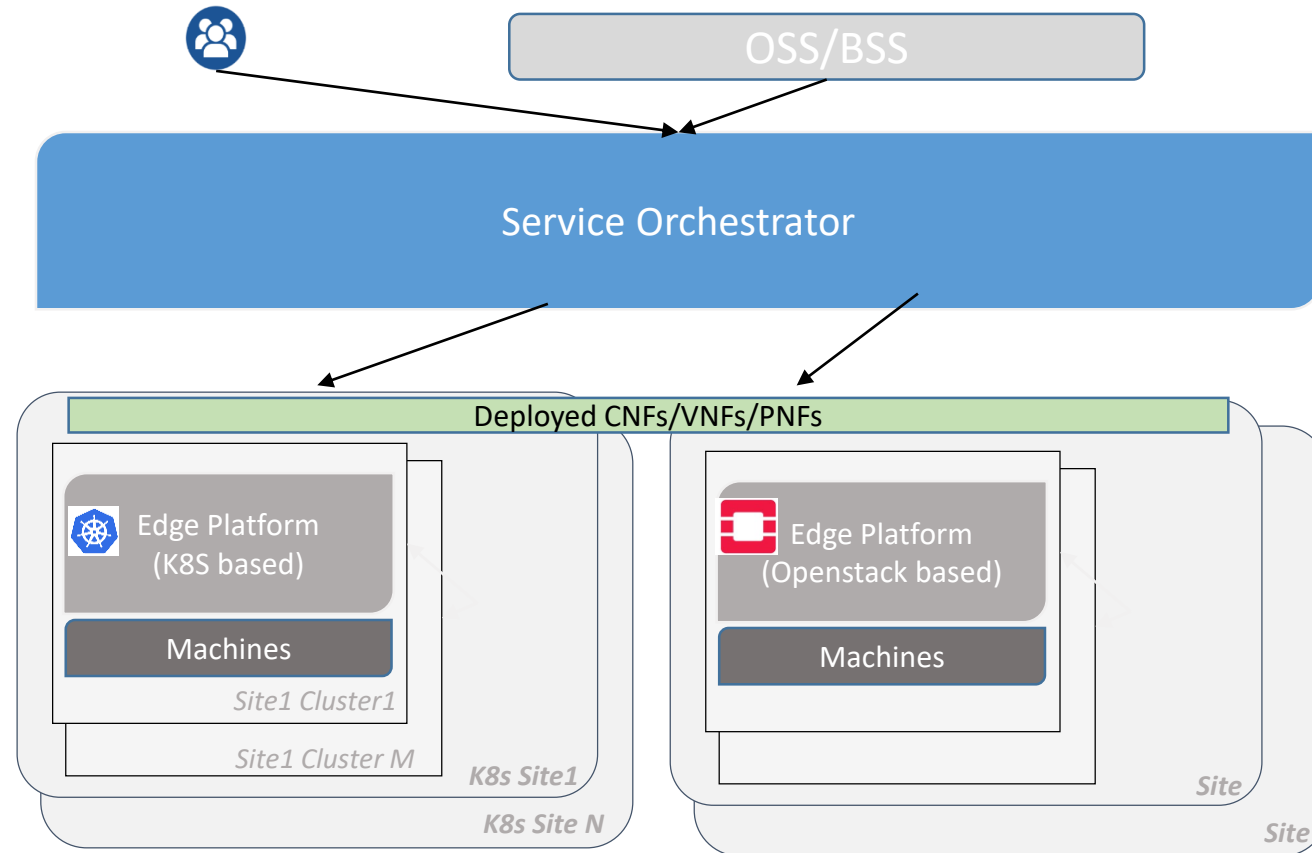 OSS/BSS
Service Orchestrator
Deployed CNFs/VNFs/PNFs
Edge Platform
(K8S based)
Machines
Site1 Cluster1
Site1 Cluster M
K8s Site1
K8s Site N
Edge Platform
(Openstack based)
Machines
Site
Site